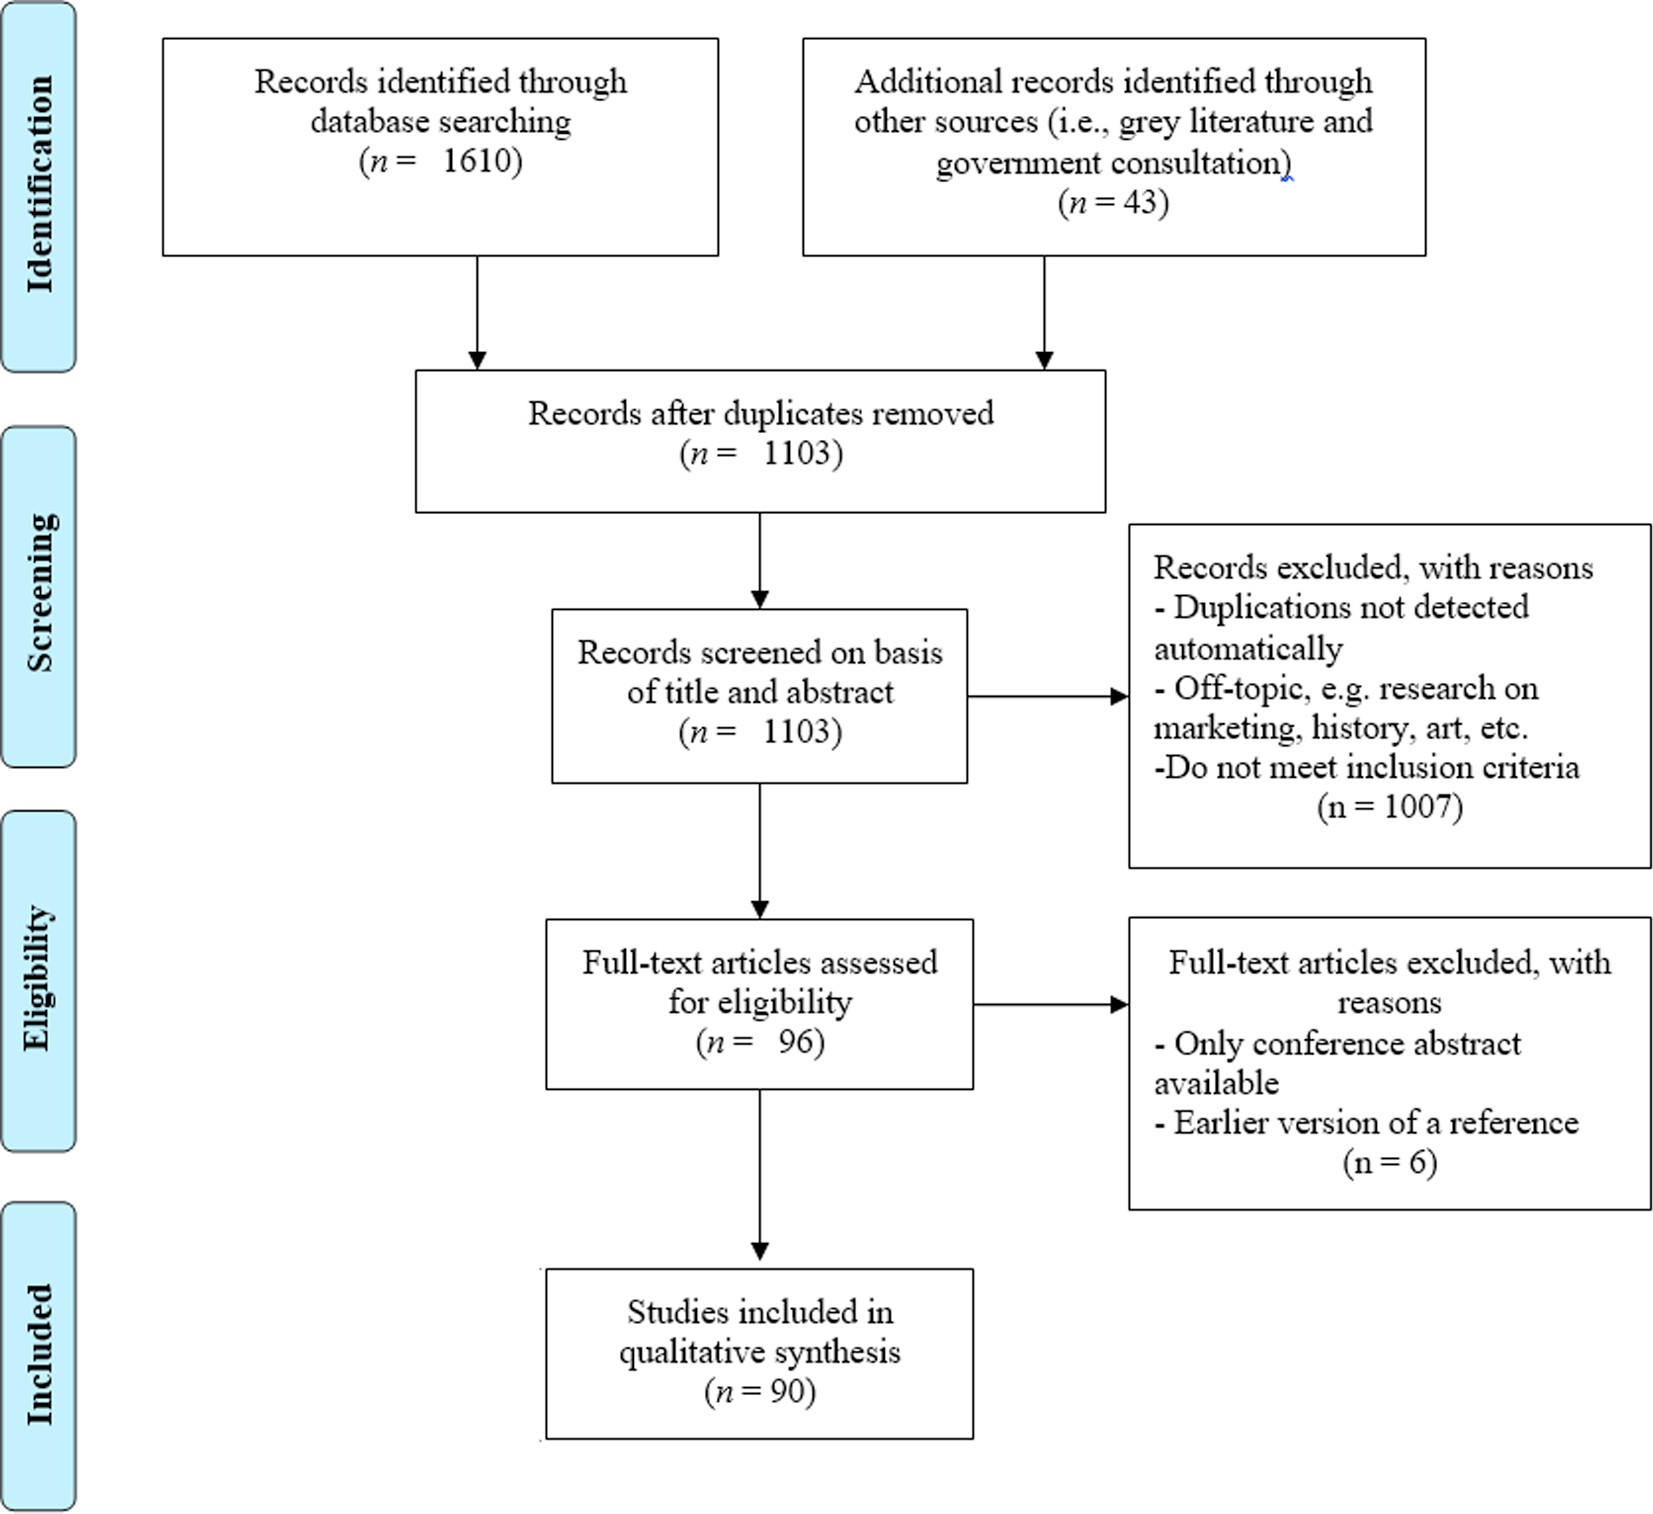 Identification
Records identified through
database searching
(n = 1610)
Additional records identified through
other sources (i.e., grey literature and
government consultation)
(n = 43)
Records after duplicates removed
(n = 1103)
Screening
Records screened on basis
of title and abstract
(n = 1103)
Records excluded, with reasons
- Duplications not detected
automatically
- Off-topic, e.g. research on
marketing, history, art, etc.
-Do not meet inclusion criteria
(n = 1007)
Eligibility
Full-text articles assessed
for eligibility
(n = 96)
Full-text articles excluded, with
reasons
- Only conference abstract
available
- Earlier version of a reference
(n = 6)
Included
Studies included in
qualitative synthesis
(n = 90)